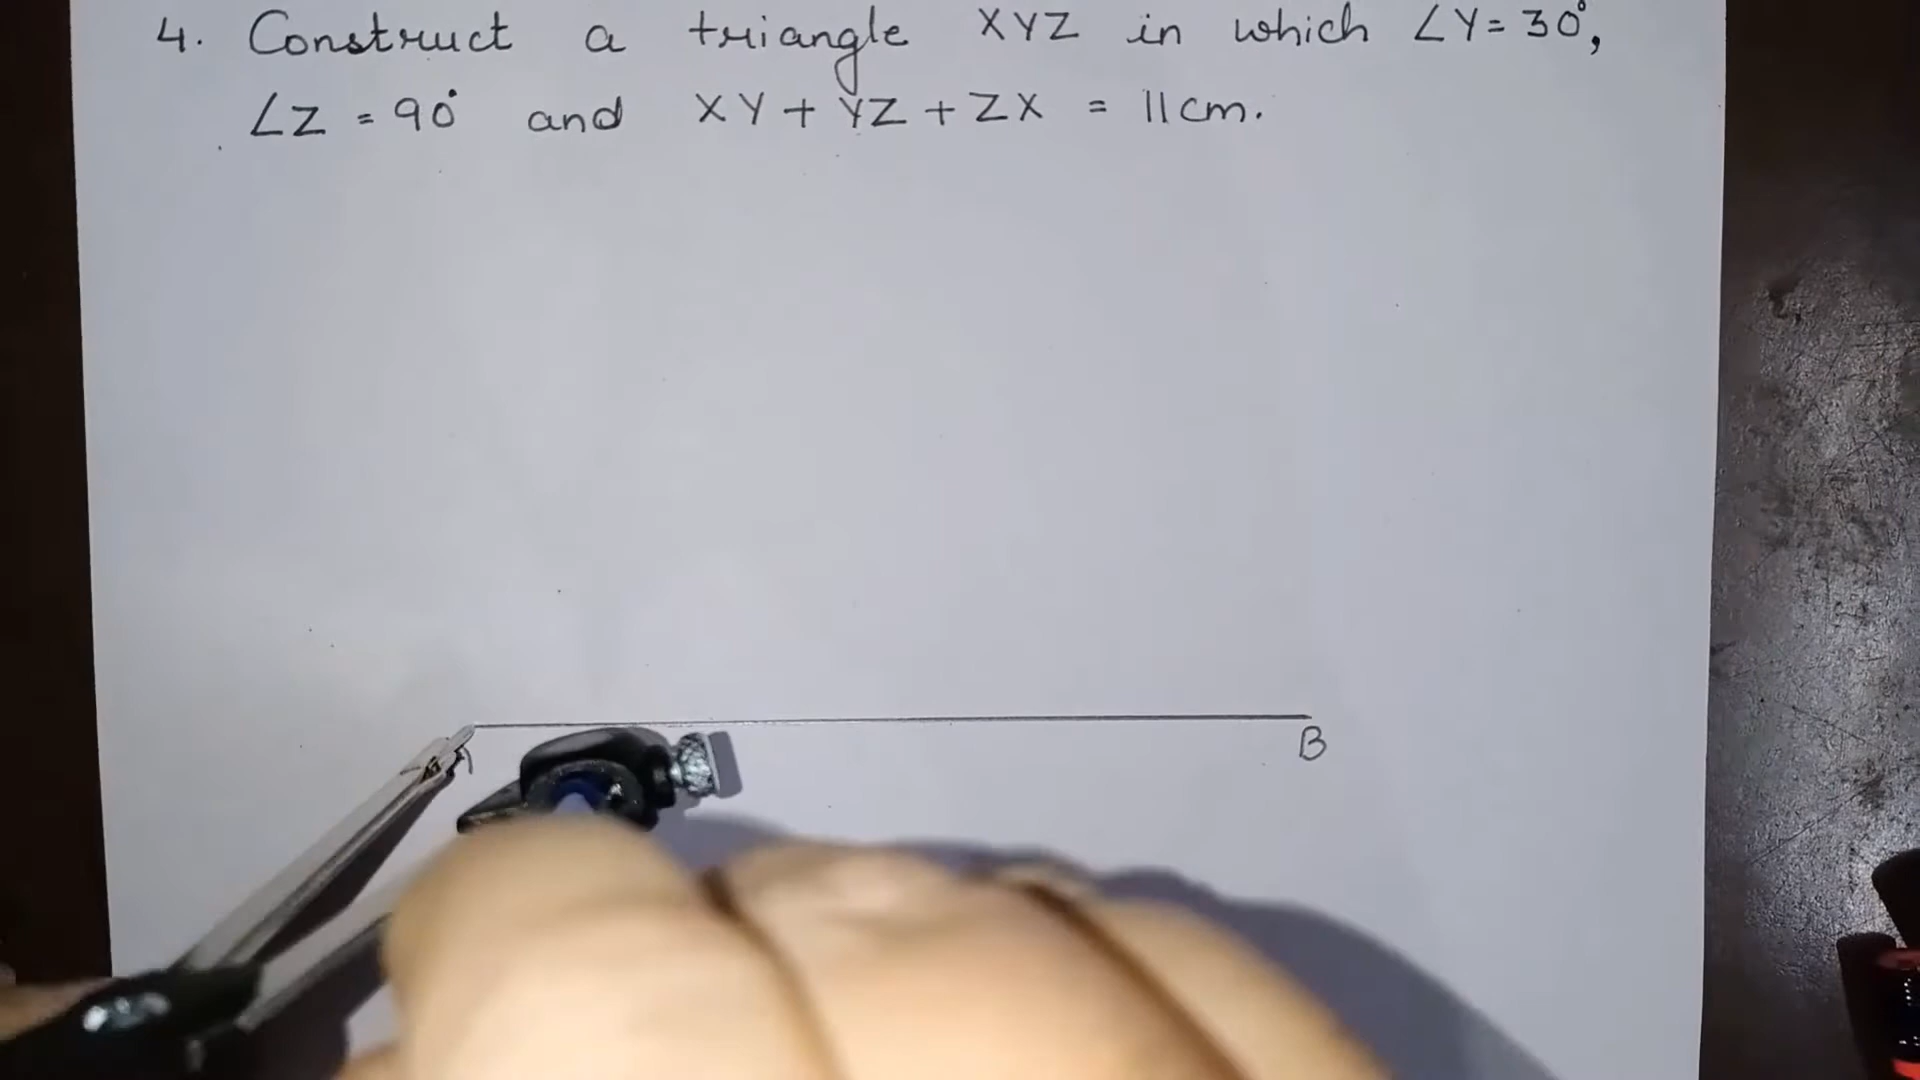 4. Construct a triangle XYZ in which ∠Y = 30°,
∠Z = 90° and XY + YZ + ZX = 11cm.
B